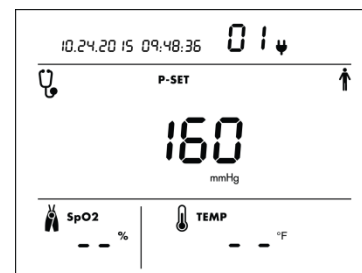 10.24.2015 09:48:36 01
P-SET
160
mmHg
SpO2 TEMP
-- % -- °F